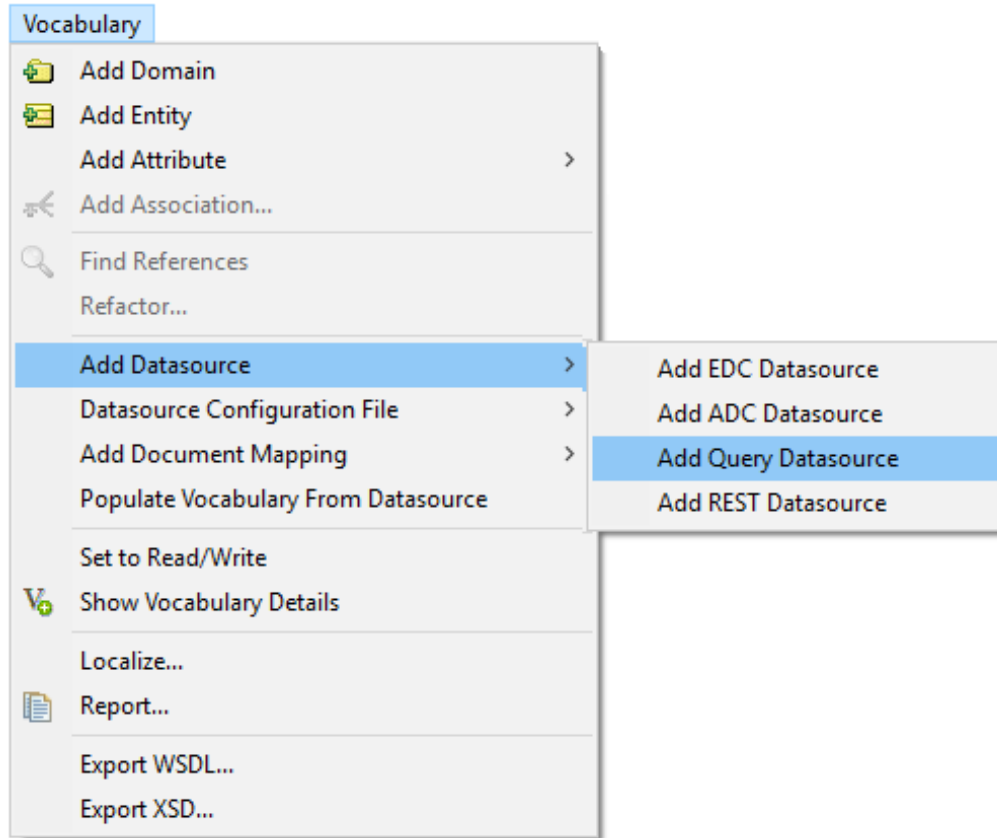 Vocabulary
Add Domain
Add Entity
Add Attribute
Add Association...
Find References
Refactor...
Add Datasource
Datasource Configuration File
Add Document Mapping
Populate Vocabulary From Datasource
Set to Read/Write
Show Vocabulary Details
Localize...
Report...
Export WSDL...
Export XSD...
Add EDC Datasource
Add ADC Datasource
Add Query Datasource
Add REST Datasource